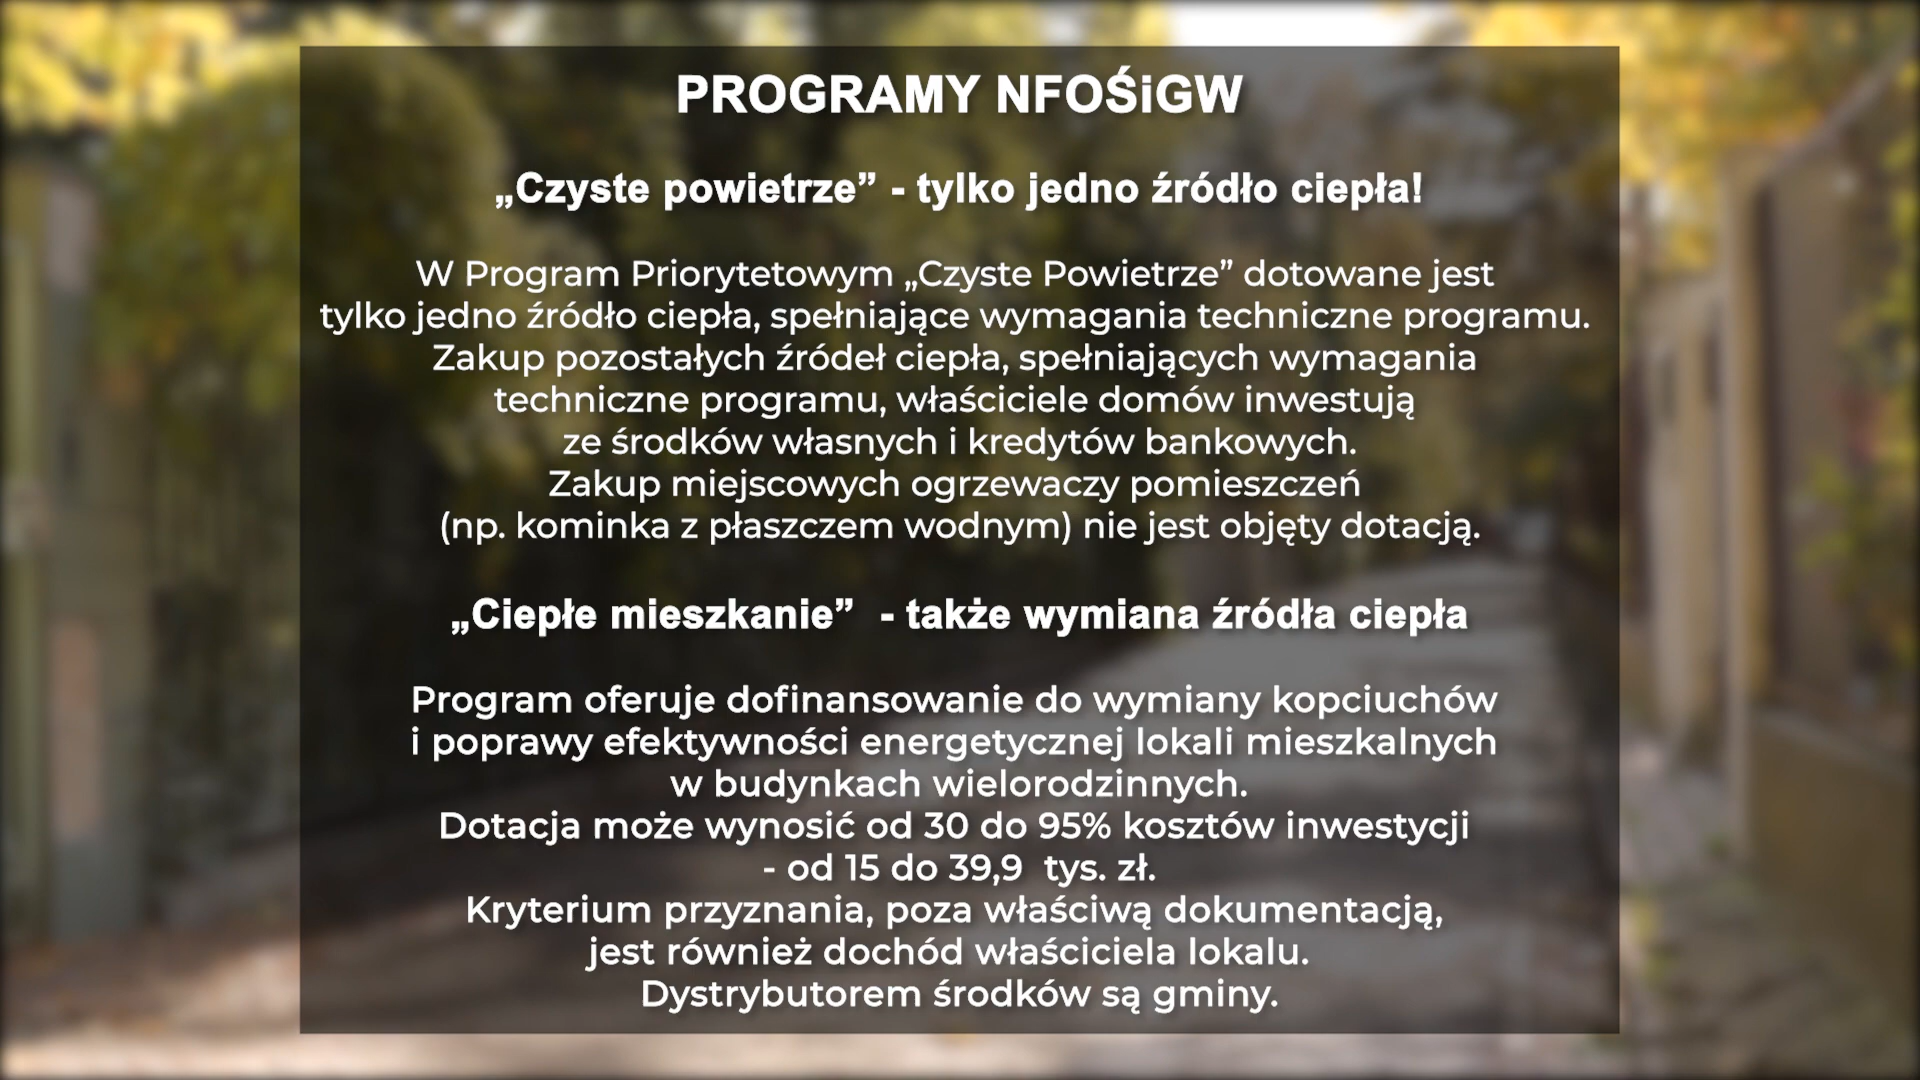 PROGRAMY NFOŚiGW
„Czyste powietrze” - tylko jedno źródło ciepła!
W Program Priorytetowym „Czyste Powietrze” dotowane jest
tylko jedno źródło ciepła, spełniające wymagania techniczne programu.
Zakup pozostałych źródeł ciepła, spełniających wymagania
techniczne programu, właściciele domów inwestują
ze środków własnych i kredytów bankowych.
Zakup miejscowych ogrzewaczy pomieszczeń
(np. kominka z płaszczem wodnym) nie jest objęty dotacją.
„Ciepłe mieszkanie” - także wymiana źródła ciepła
Program oferuje dofinansowanie do wymiany kopciuchów
i poprawy efektywności energetycznej lokali mieszkalnych
w budynkach wielorodzinnych.
Dotacja może wynosić od 30 do 95% kosztów inwestycji
- od 15 do 39,9 tys. zł.
Kryterium przyznania, poza właściwą dokumentacją,
jest również dochód właściciela lokalu.
Dystrybutorem środków są gminy.